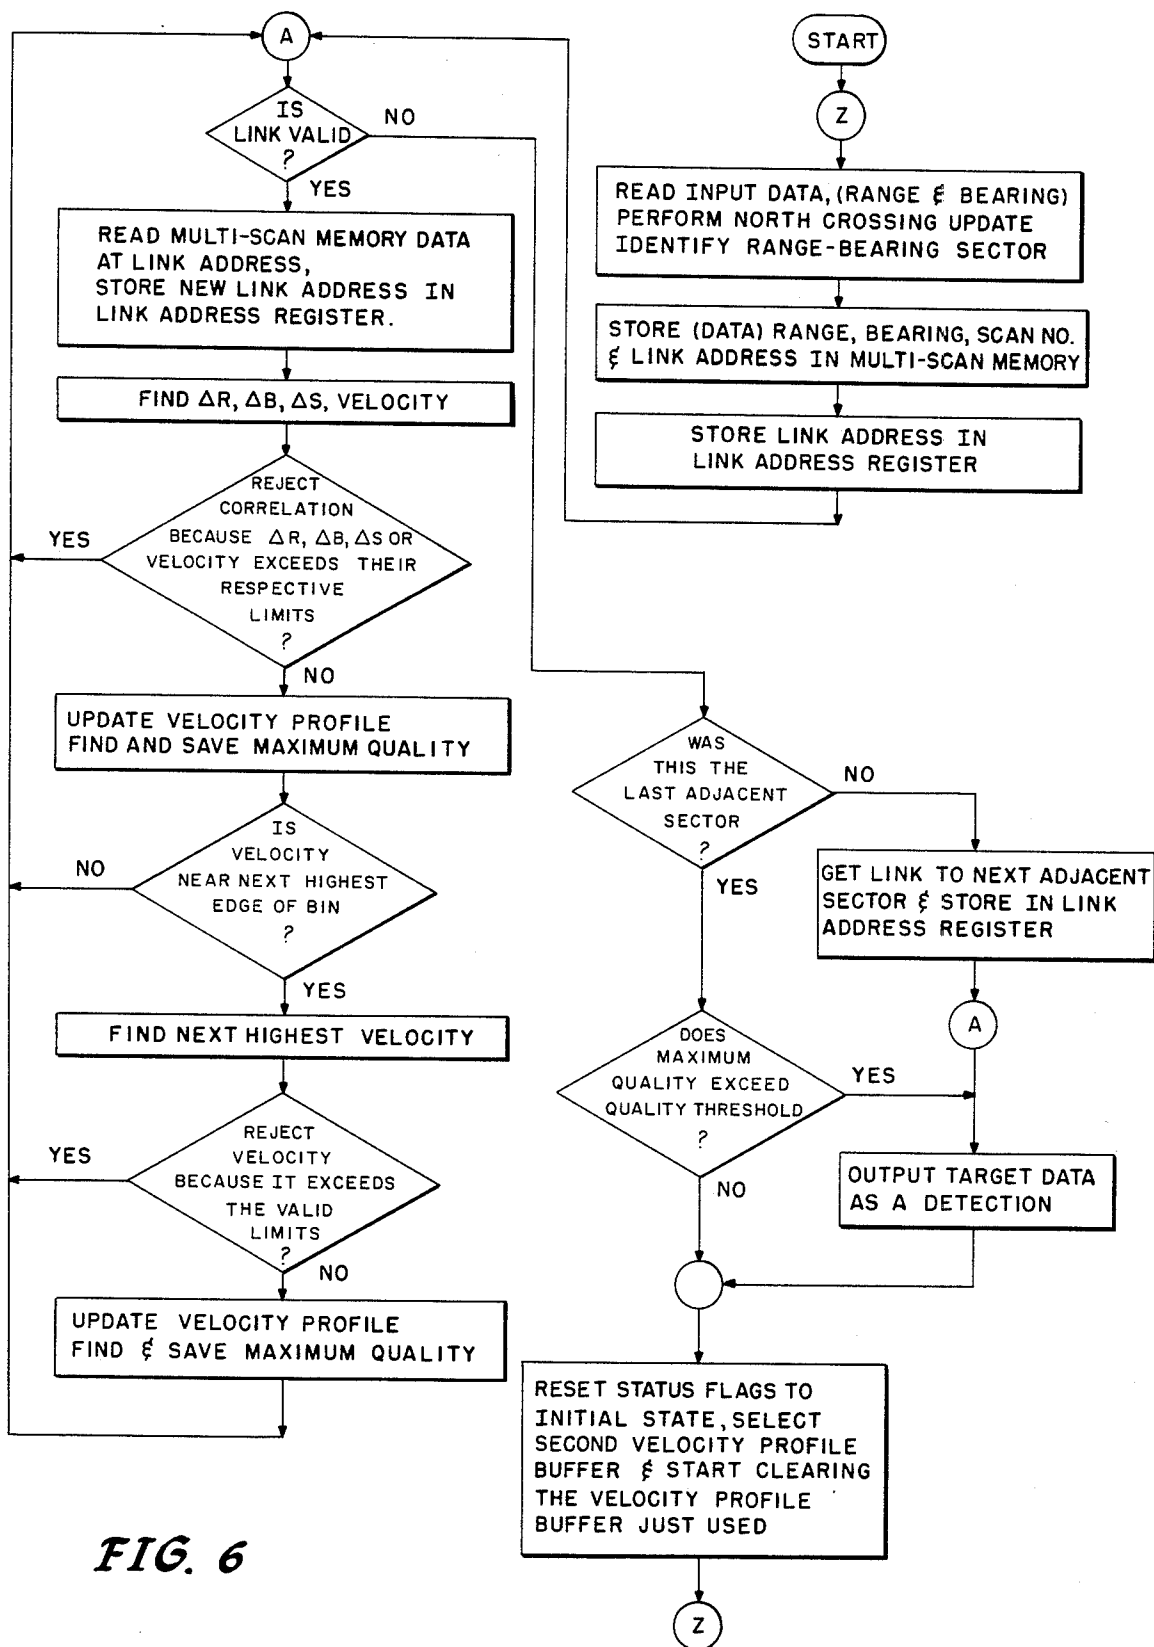 A
IS
LINK VALID
?
NO
YES
READ MULTI-SCAN MEMORY DATA
AT LINK ADDRESS,
STORE NEW LINK ADDRESS IN
LINK ADDRESS REGISTER.
FIND ΔR, ΔB, ΔS, VELOCITY
REJECT
CORRELATION
BECAUSE ΔR, ΔB, ΔS OR
VELOCITY EXCEEDS THEIR
RESPECTIVE
LIMITS
?
YES
NO
UPDATE VELOCITY PROFILE
FIND AND SAVE MAXIMUM QUALITY
IS
VELOCITY
NEAR NEXT HIGHEST
EDGE OF BIN
?
NO
YES
FIND NEXT HIGHEST VELOCITY
REJECT
VELOCITY
BECAUSE IT EXCEEDS
THE VALID
LIMITS
?
YES
NO
UPDATE VELOCITY PROFILE
FIND & SAVE MAXIMUM QUALITY
START
Z
READ INPUT DATA, (RANGE & BEARING)
PERFORM NORTH CROSSING UPDATE
IDENTIFY RANGE-BEARING SECTOR
STORE (DATA) RANGE, BEARING, SCAN NO.
& LINK ADDRESS IN MULTI-SCAN MEMORY
STORE LINK ADDRESS IN
LINK ADDRESS REGISTER
WAS
THIS THE
LAST ADJACENT
SECTOR
?
NO
YES
GET LINK TO NEXT ADJACENT
SECTOR & STORE IN LINK
ADDRESS REGISTER
A
DOES
MAXIMUM
QUALITY EXCEED
QUALITY THRESHOLD
?
YES
NO
OUTPUT TARGET DATA
AS A DETECTION
RESET STATUS FLAGS TO
INITIAL STATE, SELECT
SECOND VELOCITY PROFILE
BUFFER & START CLEARING
THE VELOCITY PROFILE
BUFFER JUST USED
Z
FIG. 6